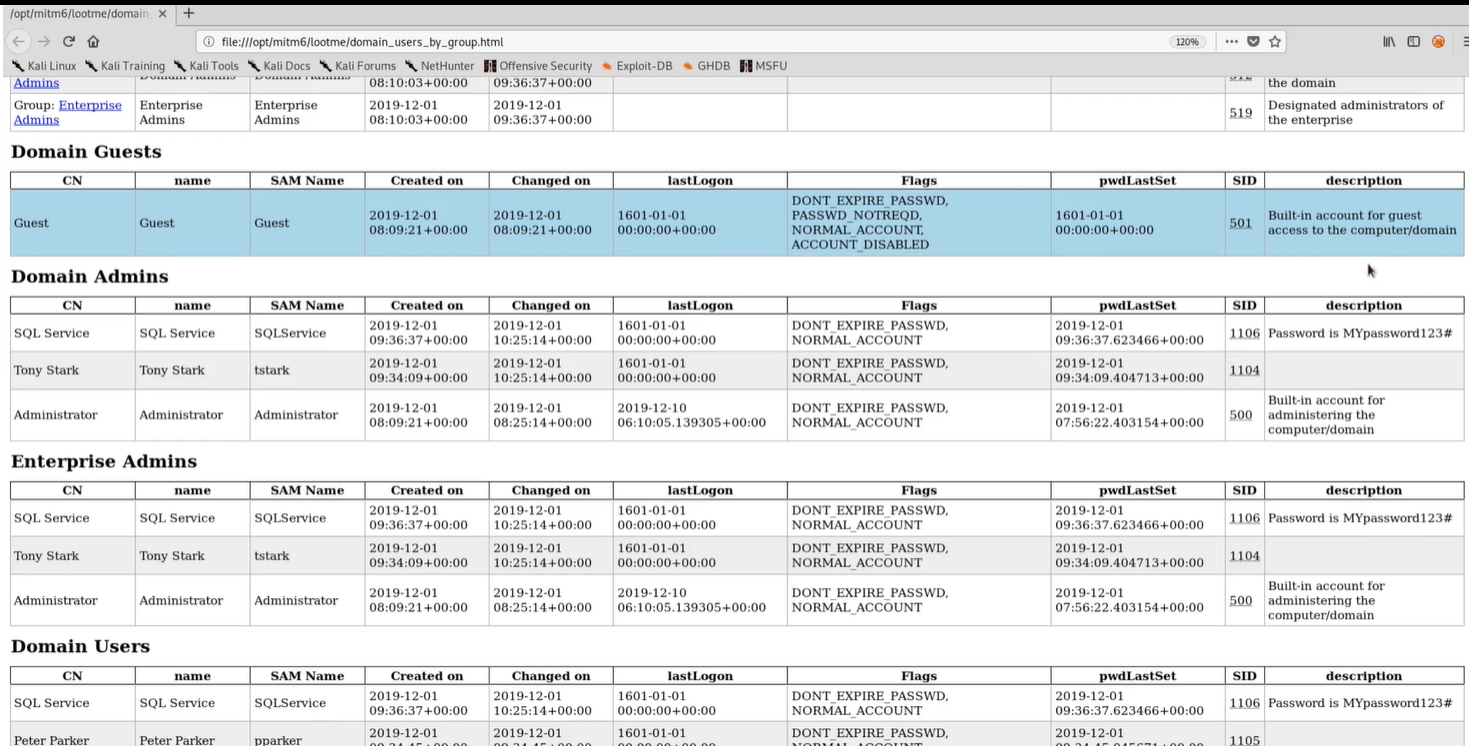 /opt/mitm6/lootme/domain_
file:///opt/mitm6/lootme/domain_users_by_group.html 120%
Kali Linux Kali Training Kali Tools Kali Docs Kali Forums NetHunter Offensive Security Exploit-DB GHDB MSFU
Admins 08:10:03+00:00 09:36:37+00:00 the domain
Group: Enterprise Enterprise Enterprise 2019-12-01 2019-12-01 519 Designated administrators of
Admins Admins Admins 08:10:03+00:00 09:36:37+00:00 the enterprise
Domain Guests
CN name SAM Name Created on Changed on lastLogon Flags pwdLastSet SID description
DONT_EXPIRE_PASSWD,
Guest Guest Guest 2019-12-01 2019-12-01 1601-01-01 PASSWD_NOTREQD, 1601-01-01 501 Built-in account for guest
08:09:21+00:00 08:09:21+00:00 00:00:00+00:00 NORMAL_ACCOUNT, 00:00:00+00:00 access to the computer/domain
ACCOUNT_DISABLED
Domain Admins
CN name SAM Name Created on Changed on lastLogon Flags pwdLastSet SID description
SQL Service SQL Service SQLService 2019-12-01 2019-12-01 1601-01-01 DONT_EXPIRE_PASSWD, 2019-12-01 1106 Password is MYpassword123#
09:36:37+00:00 10:25:14+00:00 00:00:00+00:00 NORMAL_ACCOUNT 09:36:37.623466+00:00
Tony Stark Tony Stark tstark 2019-12-01 2019-12-01 1601-01-01 DONT_EXPIRE_PASSWD, 2019-12-01 1104
09:34:09+00:00 10:25:14+00:00 00:00:00+00:00 NORMAL_ACCOUNT 09:34:09.404713+00:00
Built-in account for
Administrator Administrator Administrator 2019-12-01 2019-12-01 2019-12-10 DONT_EXPIRE_PASSWD, 2019-12-01 500 administering the
08:09:21+00:00 08:25:14+00:00 06:10:05.139305+00:00 NORMAL_ACCOUNT 07:56:22.403154+00:00 computer/domain
Enterprise Admins
CN name SAM Name Created on Changed on lastLogon Flags pwdLastSet SID description
SQL Service SQL Service SQLService 2019-12-01 2019-12-01 1601-01-01 DONT_EXPIRE_PASSWD, 2019-12-01 1106 Password is MYpassword123#
09:36:37+00:00 10:25:14+00:00 00:00:00+00:00 NORMAL_ACCOUNT 09:36:37.623466+00:00
Tony Stark Tony Stark tstark 2019-12-01 2019-12-01 1601-01-01 DONT_EXPIRE_PASSWD, 2019-12-01 1104
09:34:09+00:00 10:25:14+00:00 00:00:00+00:00 NORMAL_ACCOUNT 09:34:09.404713+00:00
Built-in account for
Administrator Administrator Administrator 2019-12-01 2019-12-01 2019-12-10 DONT_EXPIRE_PASSWD, 2019-12-01 500 administering the
08:09:21+00:00 08:25:14+00:00 06:10:05.139305+00:00 NORMAL_ACCOUNT 07:56:22.403154+00:00 computer/domain
Domain Users
CN name SAM Name Created on Changed on lastLogon Flags pwdLastSet SID description
SQL Service SQL Service SQLService 2019-12-01 2019-12-01 1601-01-01 DONT_EXPIRE_PASSWD, 2019-12-01 1106 Password is MYpassword123#
09:36:37+00:00 10:25:14+00:00 00:00:00+00:00 NORMAL_ACCOUNT 09:36:37.623466+00:00
Peter Parker Peter Parker pparker 2019-12-01 2019-12-01 1601-01-01 DONT_EXPIRE_PASSWD, 2019-12-01 1105